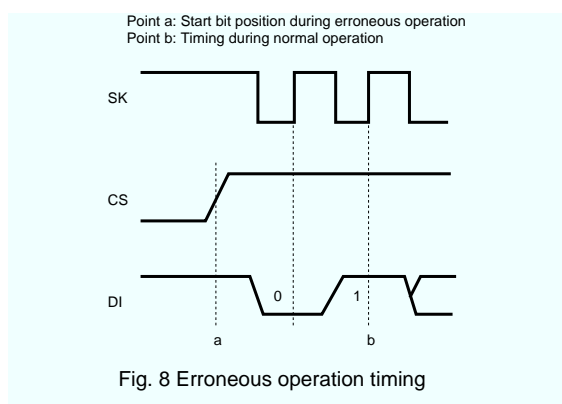 Point a: Start bit position during erroneous operation
Point b: Timing during normal operation
SK
CS
DI
0
1
a
b
Fig. 8 Erroneous operation timing